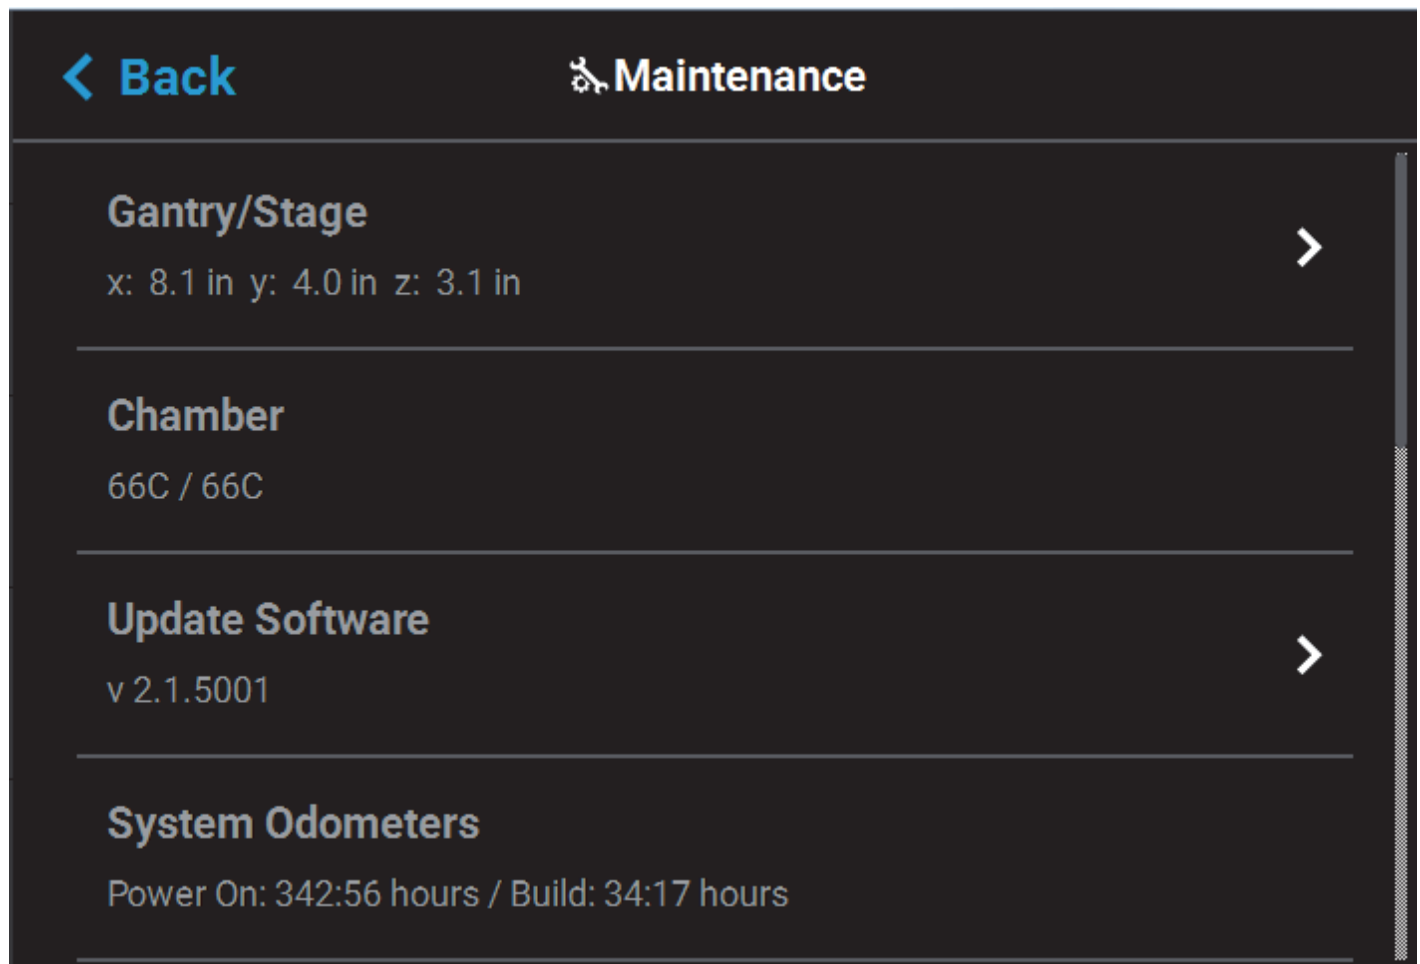 Back
Maintenance
Gantry/Stage
x: 8.1 in y: 4.0 in z: 3.1 in
Chamber
66C / 66C
Update Software
v 2.1.5001
System Odometers
Power On: 342:56 hours / Build: 34:17 hours